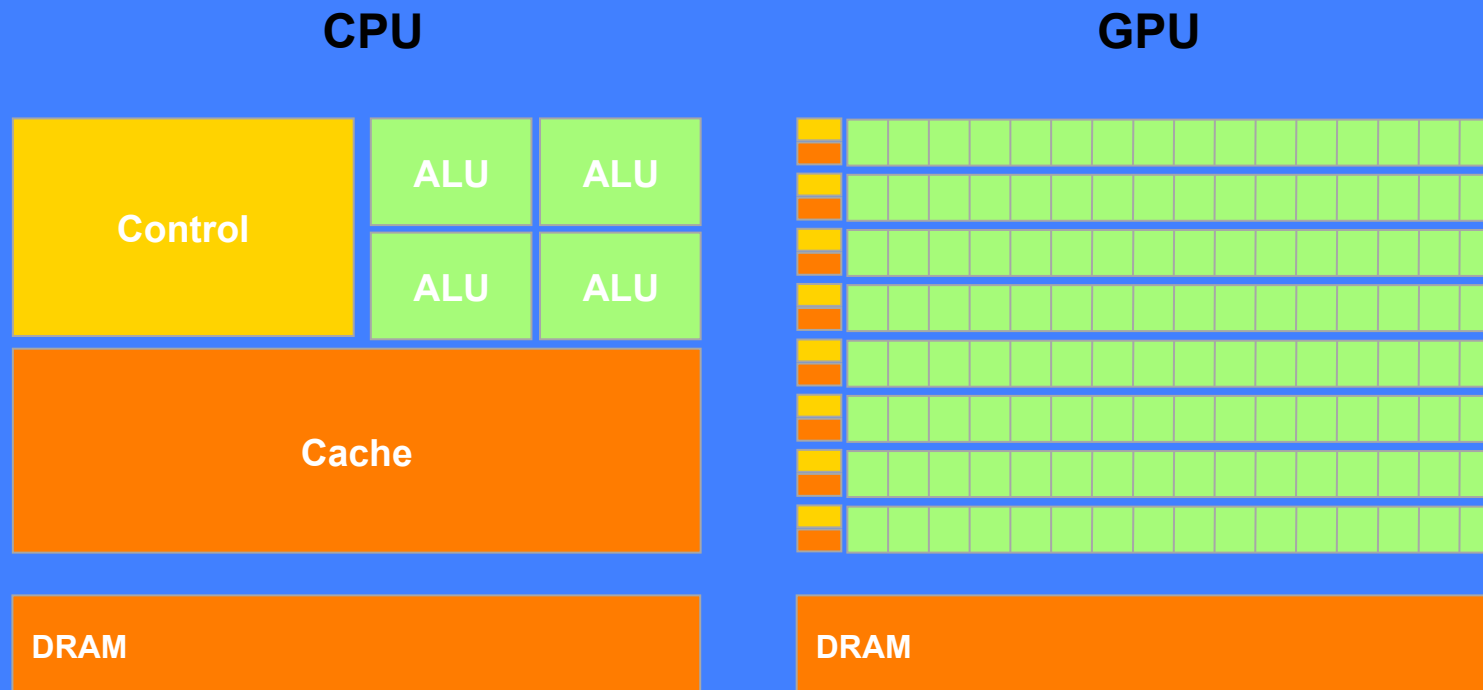 CPU
GPU
Control
ALU
ALU
ALU
ALU
Cache
DRAM
DRAM